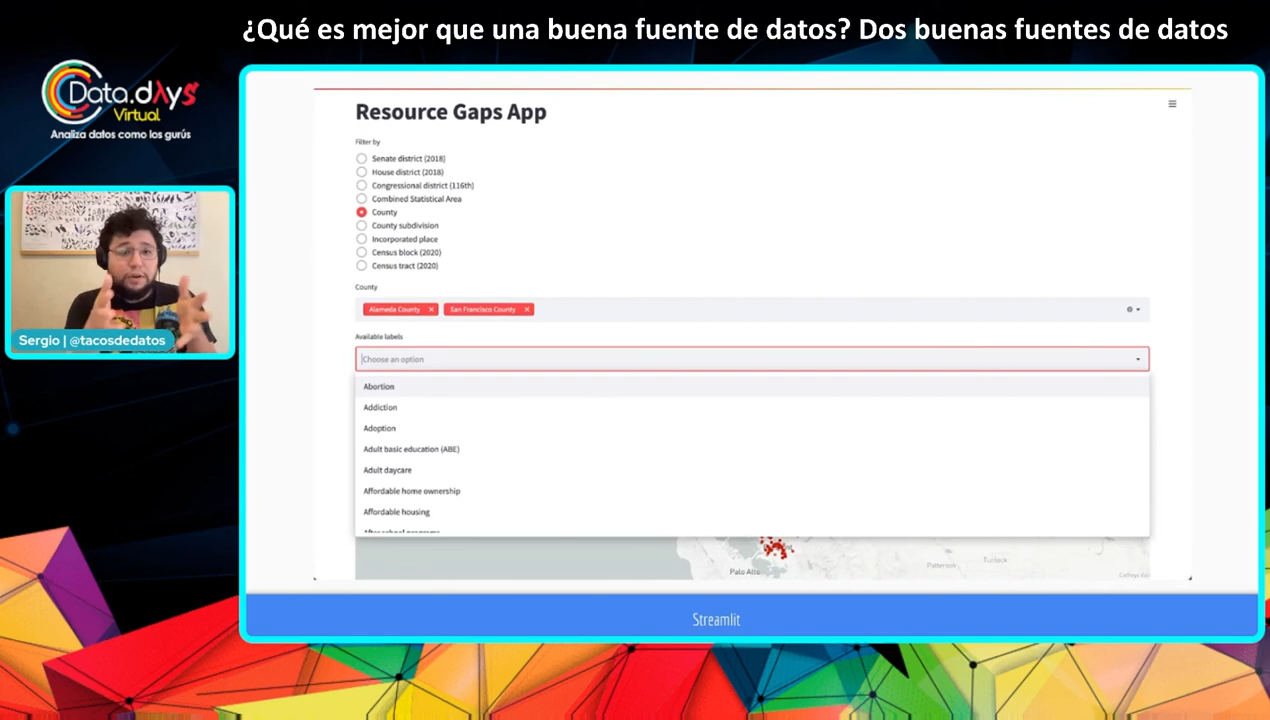 ¿Qué es mejor que una buena fuente de datos? Dos buenas fuentes de datos
Data.dAys
Virtual
Analiza datos como los gurús
Sergio | @tacosdedatos
Resource Gaps App
Filter by
Senate district (2018)
House district (2018)
Congressional district (116th)
Combined Statistical Area
County
County subdivision
Incorporated place
Census block (2020)
Census tract (2020)
County
Alameda County
San Francisco County
Available labels
Choose an option
Abortion
Addiction
Adoption
Adult basic education (ABE)
Adult daycare
Affordable home ownership
Affordable housing
After school programs
Palo Alto
Patterson
Turlock
Streamlit